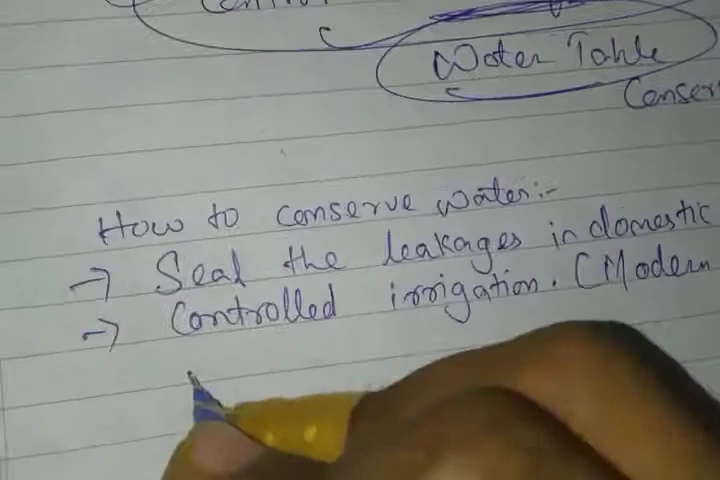 Water Table
Conser
How to conserve water:-
→ Seal the leakages in domestic
→ Controlled irrigation. (Modern